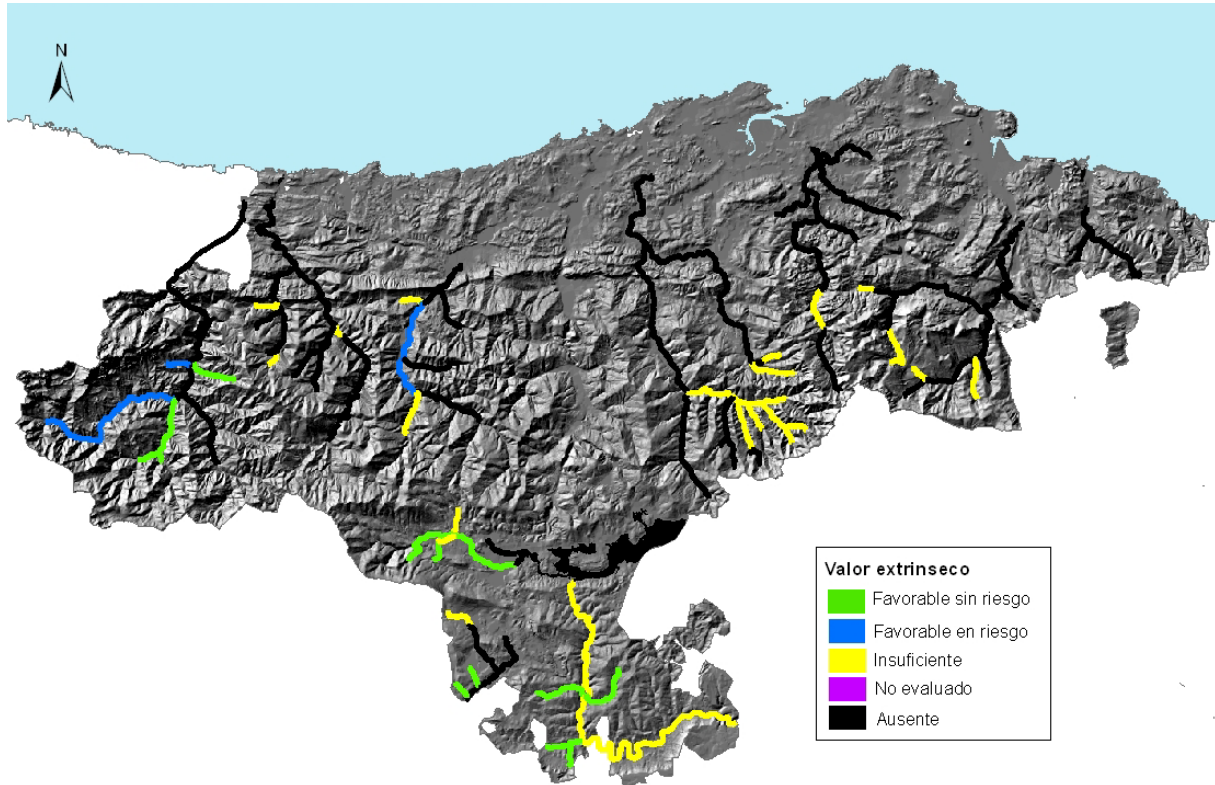 N
Valor extrinseco
Favorable sin riesgo
Favorable en riesgo
Insuficiente
No evaluado
Ausente